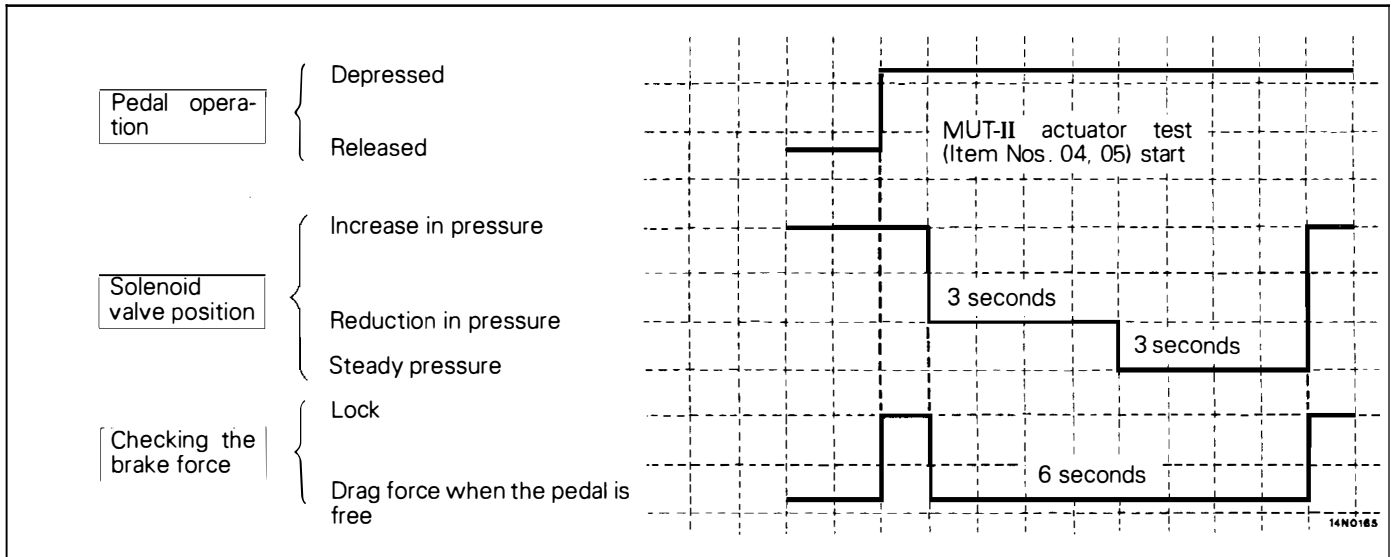 Depressed
Pedal opera-
tion
Released
MUT-II actuator test
(Item Nos. 04, 05) start
Increase in pressure
Solenoid
valve position
3 seconds
Reduction in pressure
3 seconds
Steady pressure
Lock
Checking the
brake force
6 seconds
Drag force when the pedal is
free
14N0165